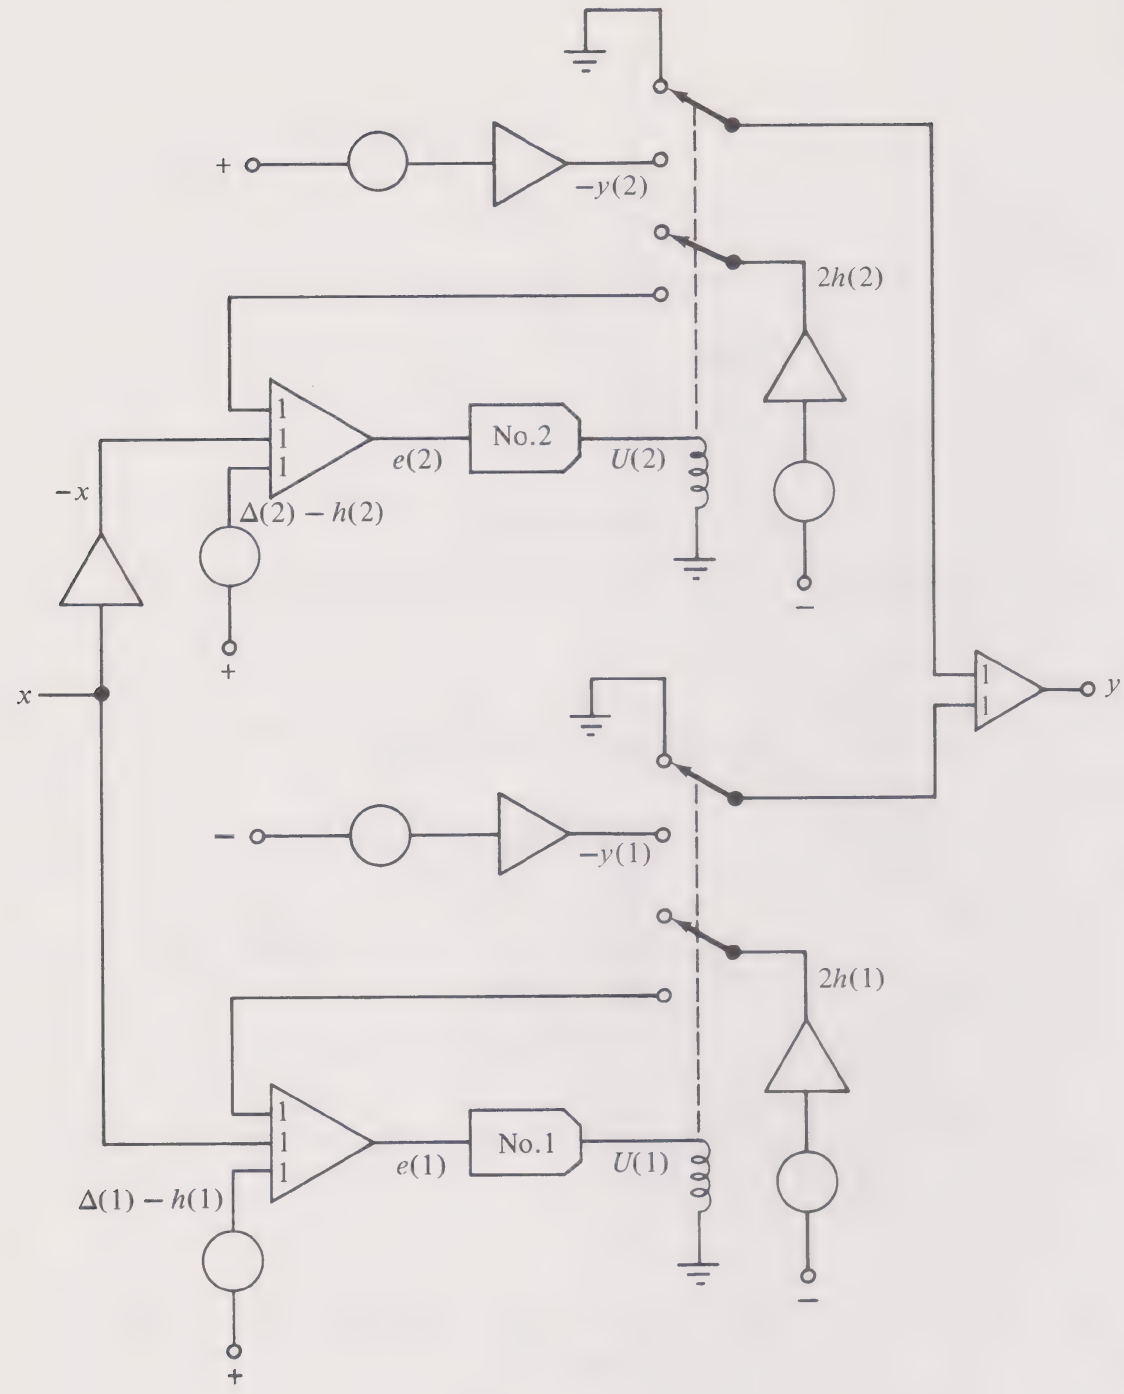 +
−y(2)
2h(2)
1
1
1
e(2)
No.2
U(2)
−x
Δ(2) − h(2)
−
+
x
1
1
y
−
−y(1)
2h(1)
1
1
1
e(1)
No.1
U(1)
Δ(1) − h(1)
−
+